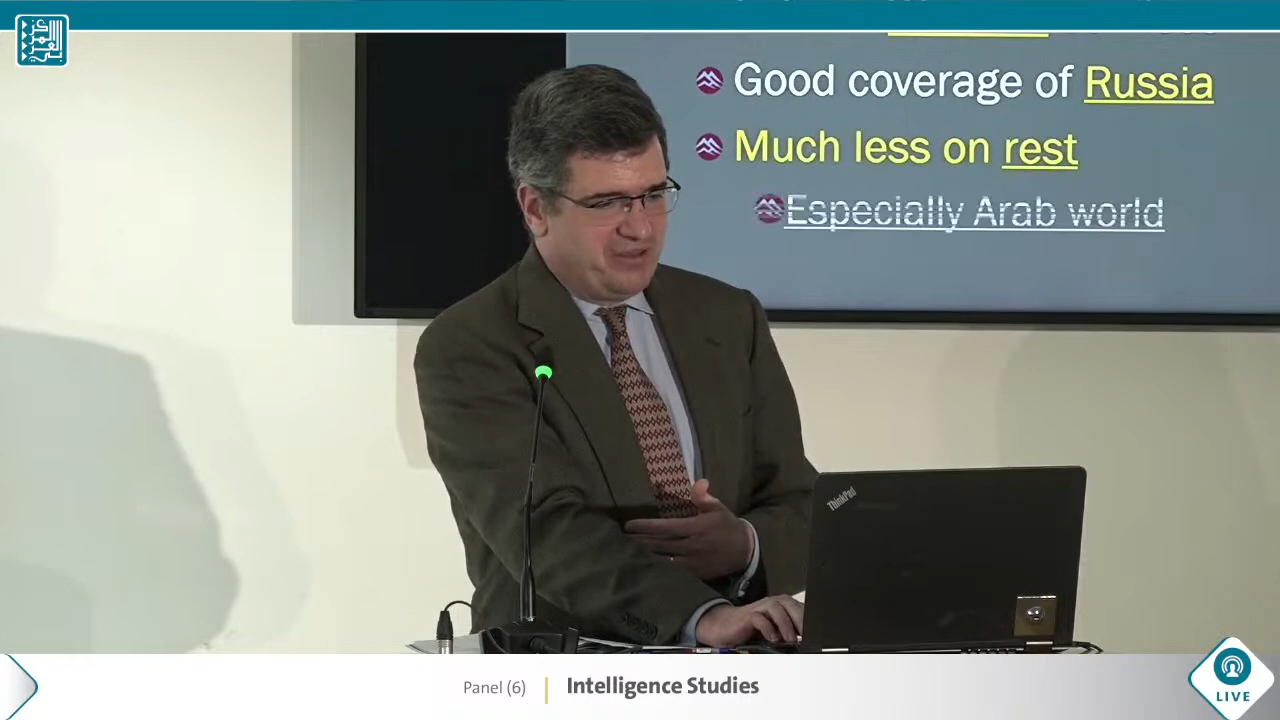 Good coverage of Russia
Much less on rest
Especially Arab world
ThinkPad
Panel (6)
Intelligence Studies
LIVE